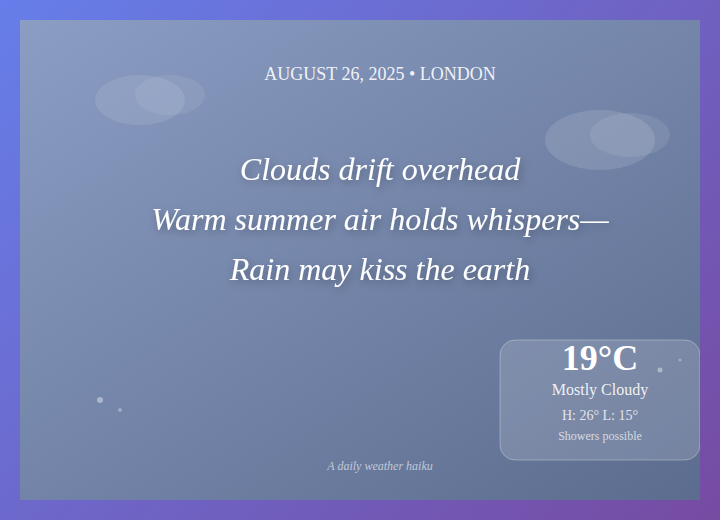 AUGUST 26, 2025 • LONDON
Clouds drift overhead
Warm summer air holds whispers—
Rain may kiss the earth
19°C
Mostly Cloudy
H: 26° L: 15°
Showers possible
A daily weather haiku